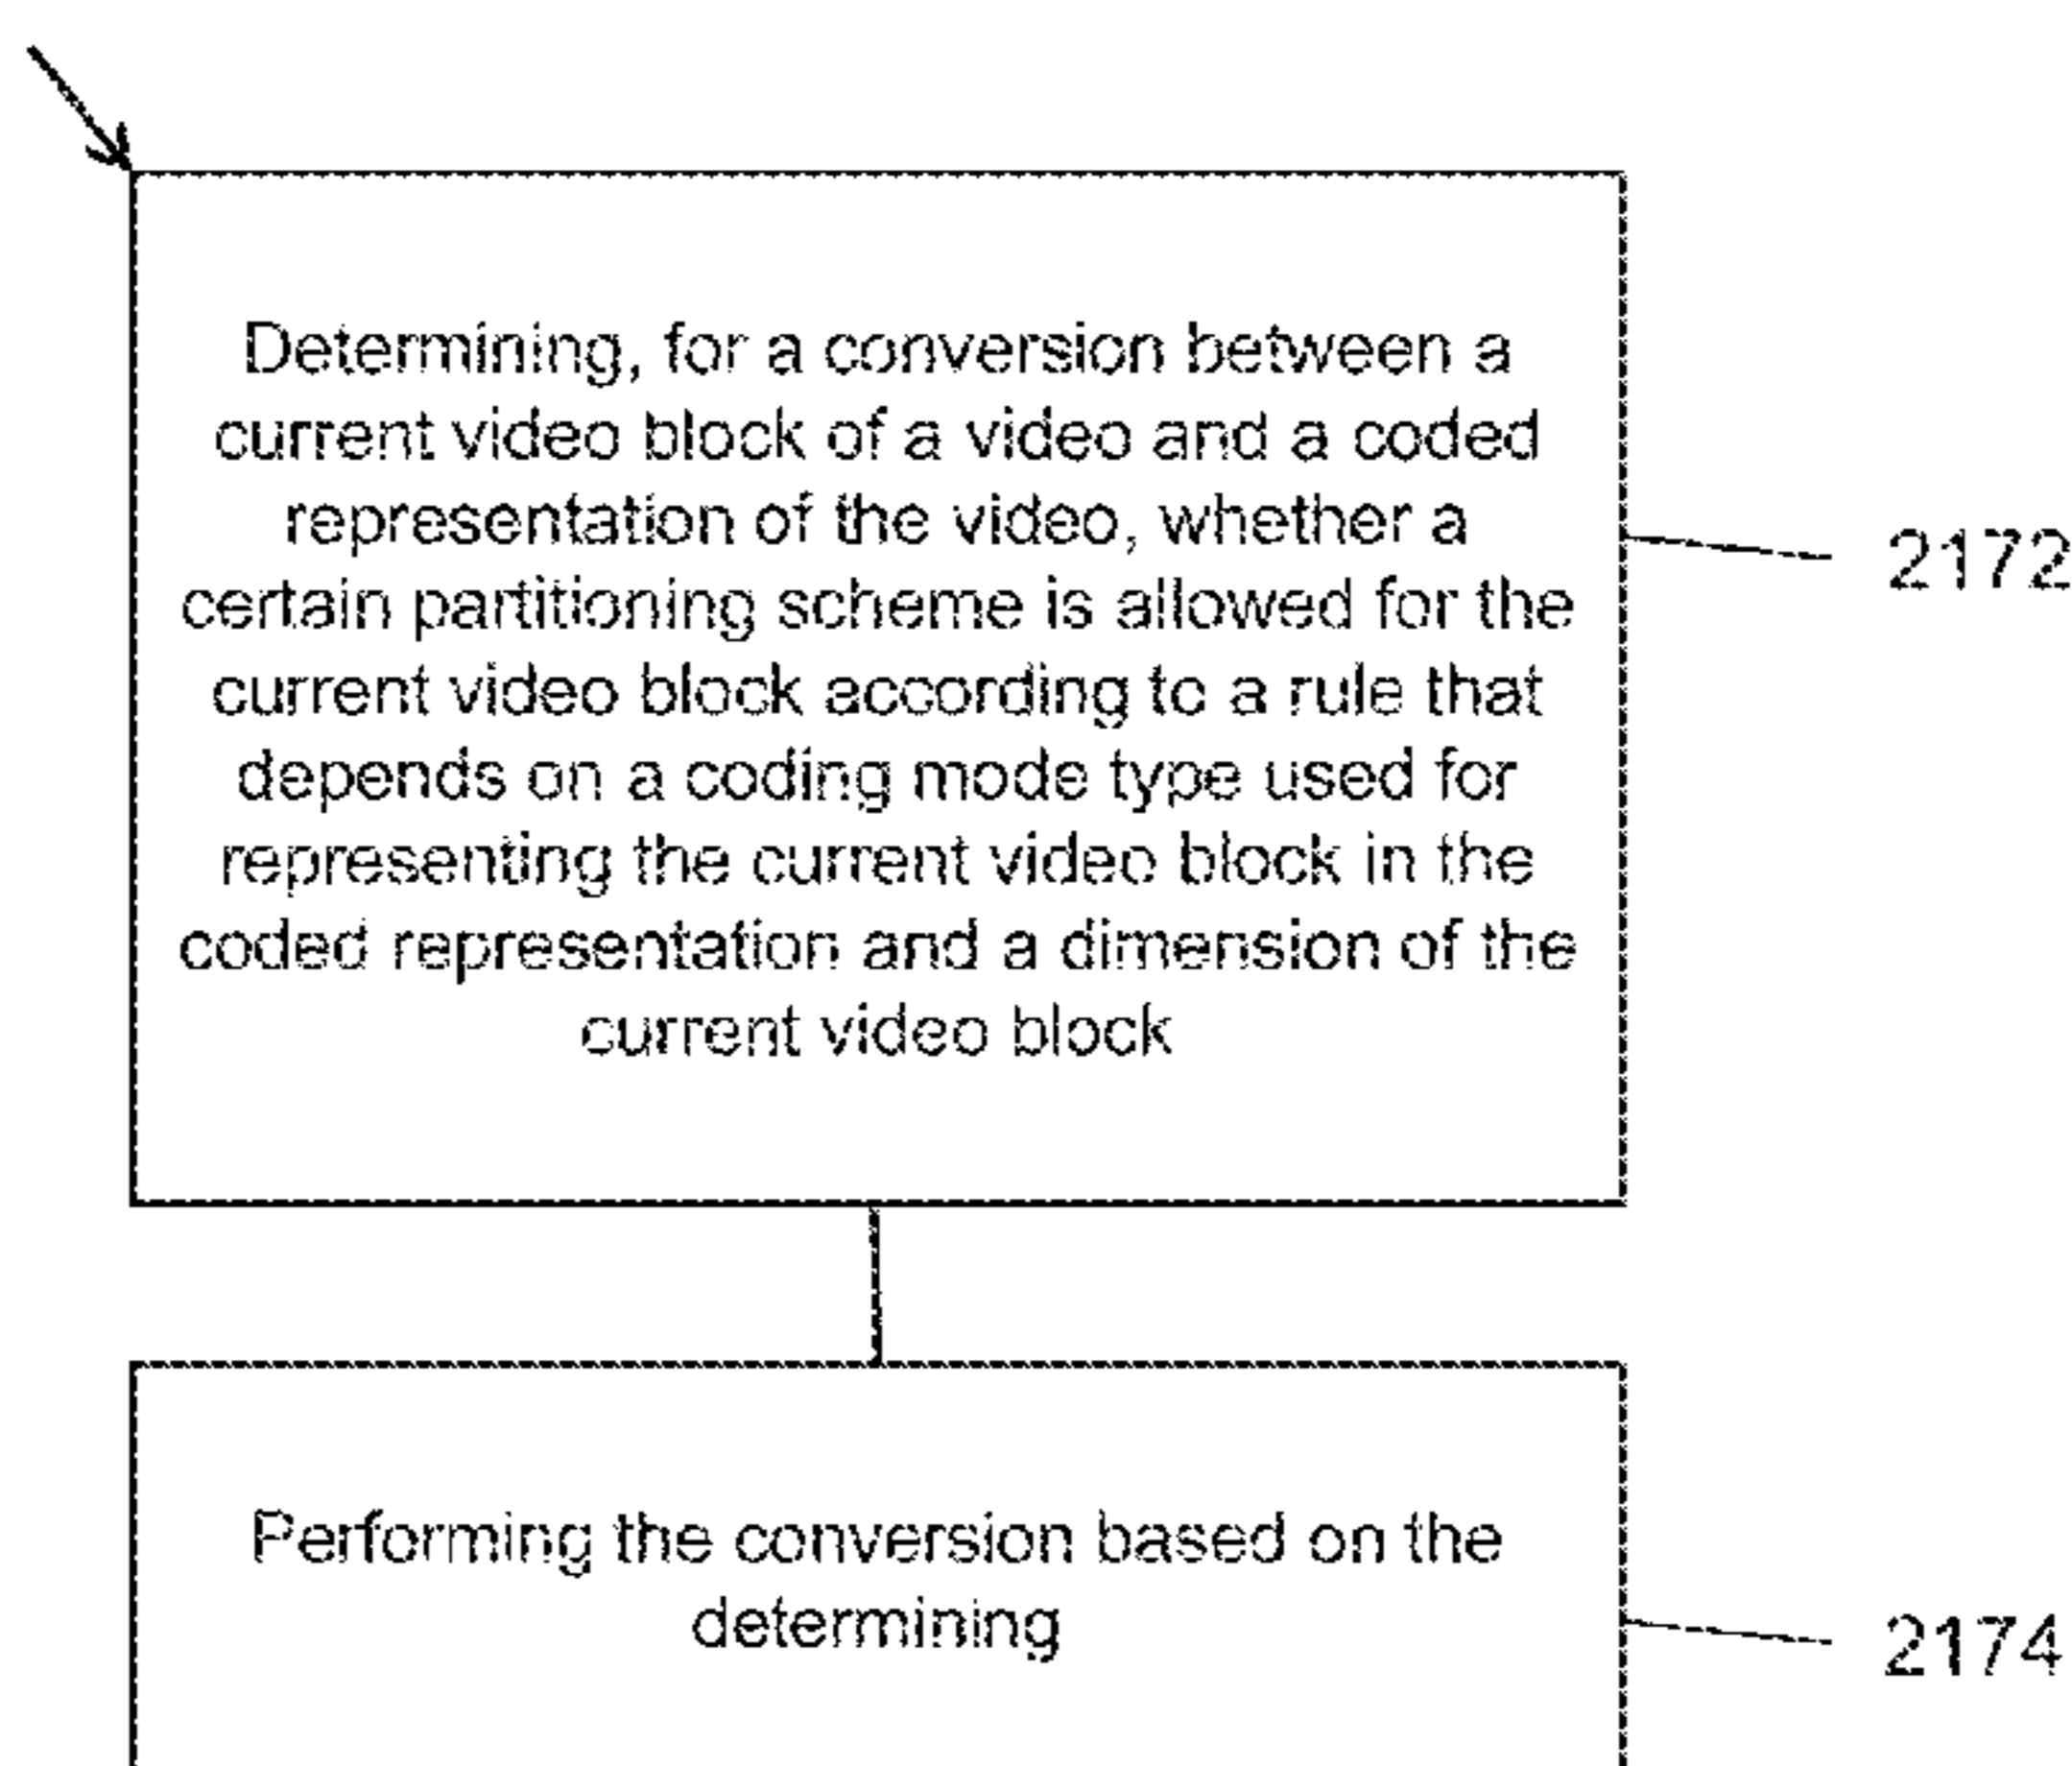 Determining, for a conversion between a
current video block of a video and a coded
representation of the video, whether a
certain partitioning scheme is allowed for the
current video block according to a rule that
depends on a coding mode type used for
representing the current video block in the
coded representation and a dimension of the
current video block
2172
Performing the conversion based on the
determining
2174